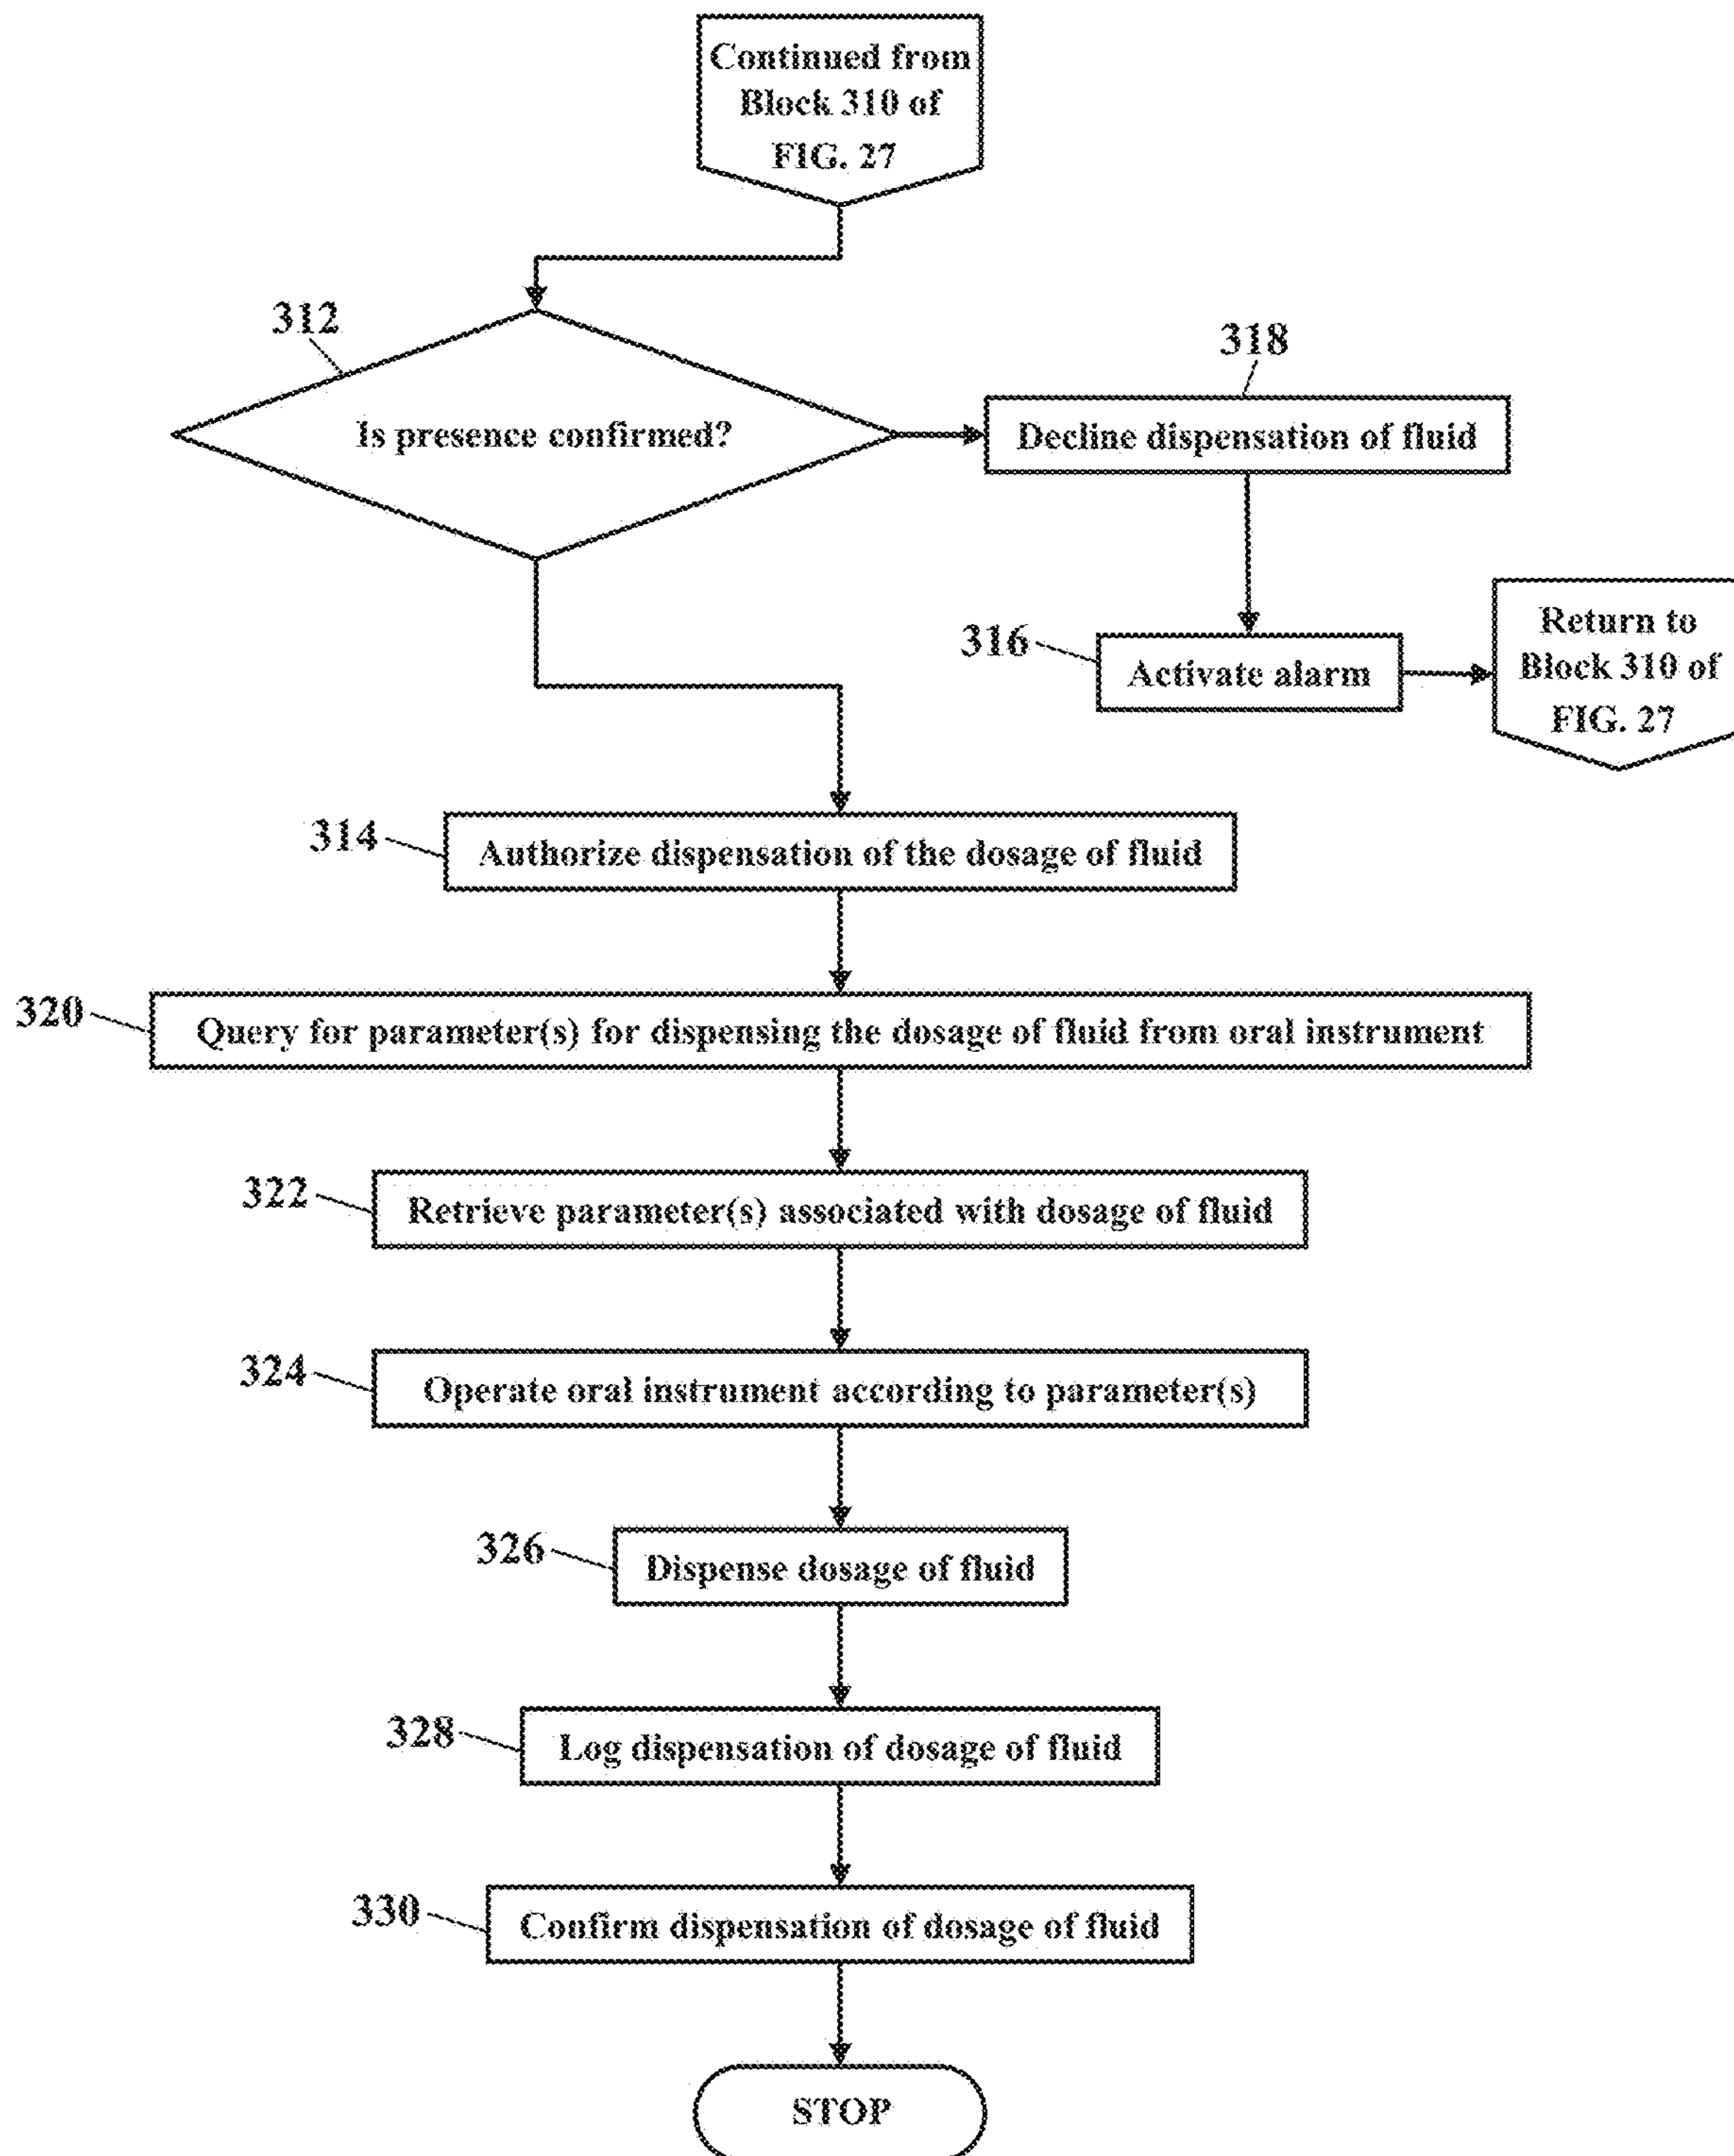 Continued from
Block 310 of
FIG. 27
312
Is presence confirmed?
318
Decline dispensation of fluid
316
Activate alarm
Return to
Block 310 of
FIG. 27
314
Authorize dispensation of the dosage of fluid
320
Query for parameter(s) for dispensing the dosage of fluid from oral instrument
322
Retrieve parameter(s) associated with dosage of fluid
324
Operate oral instrument according to parameter(s)
326
Dispense dosage of fluid
328
Log dispensation of dosage of fluid
330
Confirm dispensation of dosage of fluid
STOP